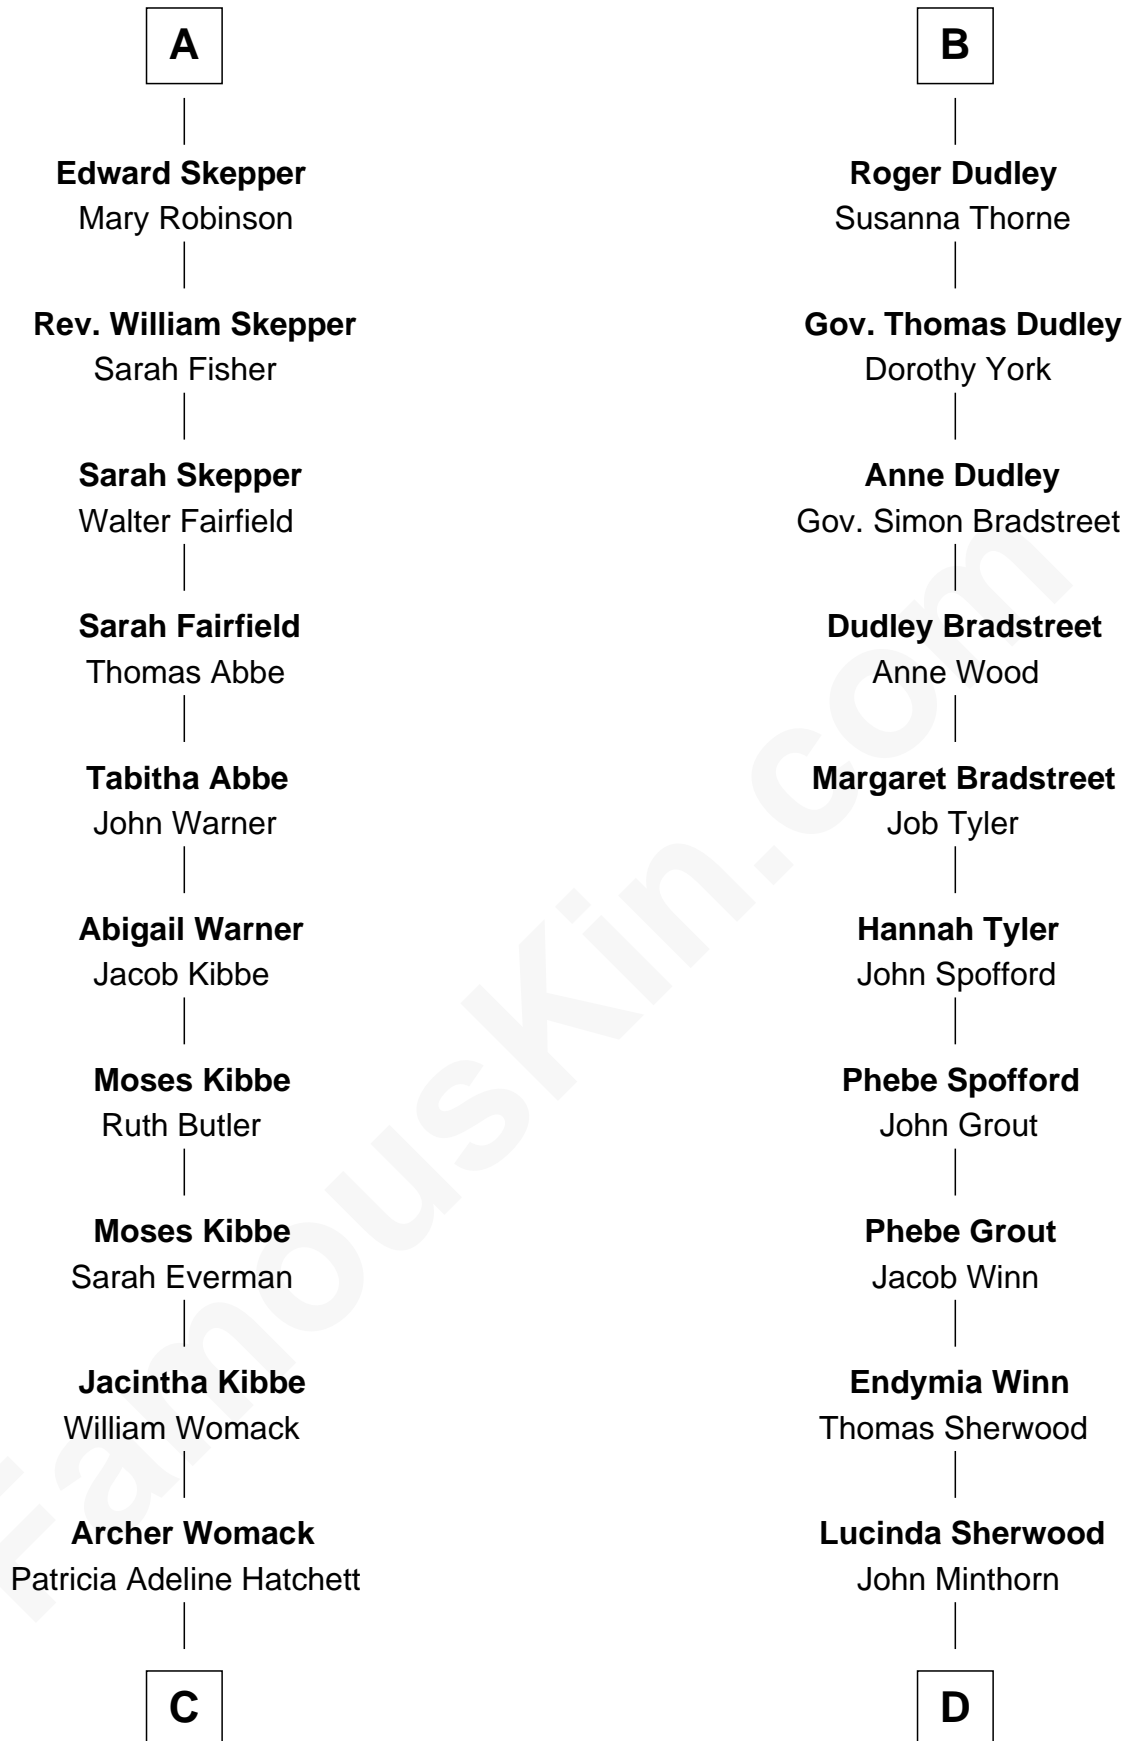 A
Edward Skepper
Mary Robinson
Rev. William Skepper
Sarah Fisher
Sarah Skepper
Walter Fairfield
Sarah Fairfield
Thomas Abbe
Tabitha Abbe
John Warner
Abigail Warner
Jacob Kibbe
Moses Kibbe
Ruth Butler
Moses Kibbe
Sarah Everman
Jacintha Kibbe
William Womack
Archer Womack
Patricia Adeline Hatchett
C
B
Roger Dudley
Susanna Thorne
Gov. Thomas Dudley
Dorothy York
Anne Dudley
Gov. Simon Bradstreet
Dudley Bradstreet
Anne Wood
Margaret Bradstreet
Job Tyler
Hannah Tyler
John Spofford
Phebe Spofford
John Grout
Phebe Grout
Jacob Winn
Endymia Winn
Thomas Sherwood
Lucinda Sherwood
John Minthorn
D
FamousKin.com